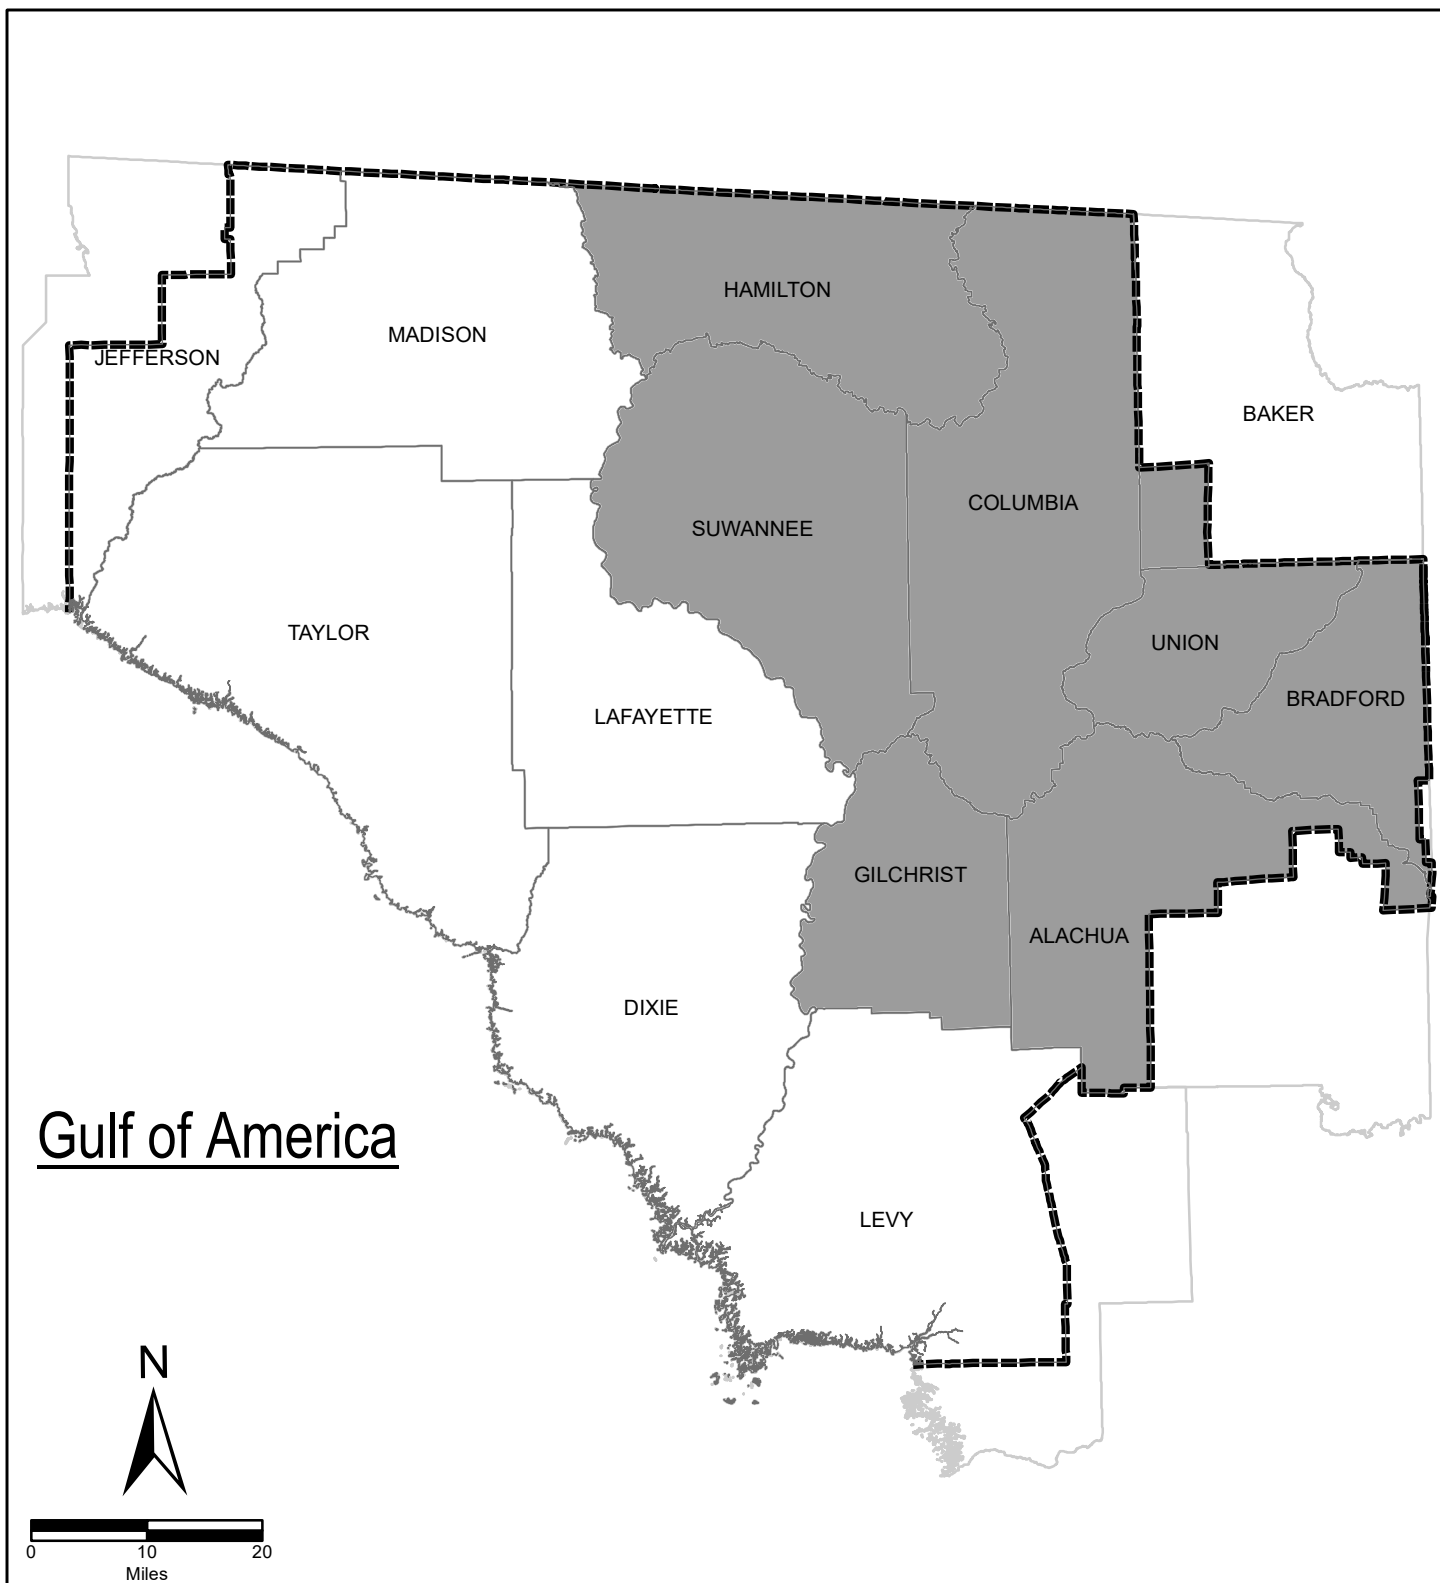 HAMILTON
MADISON
JEFFERSON
BAKER
COLUMBIA
SUWANNEE
TAYLOR
UNION
BRADFORD
LAFAYETTE
GILCHRIST
ALACHUA
DIXIE
Gulf of America
LEVY
N
0 10 20
Miles